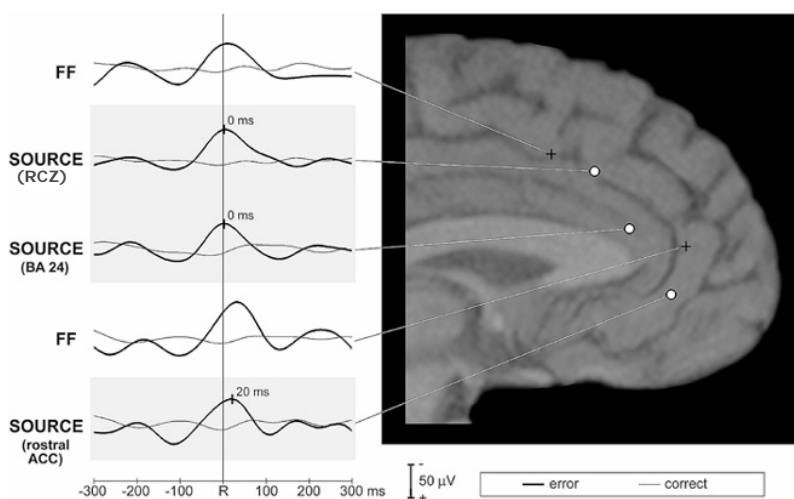 FF
0 ms
SOURCE
(RCZ)
0 ms
SOURCE
(BA 24)
FF
20 ms
SOURCE
(rostral
ACC)
-300 -200 -100 R 100 200 300 ms
- 50 µV +
error correct